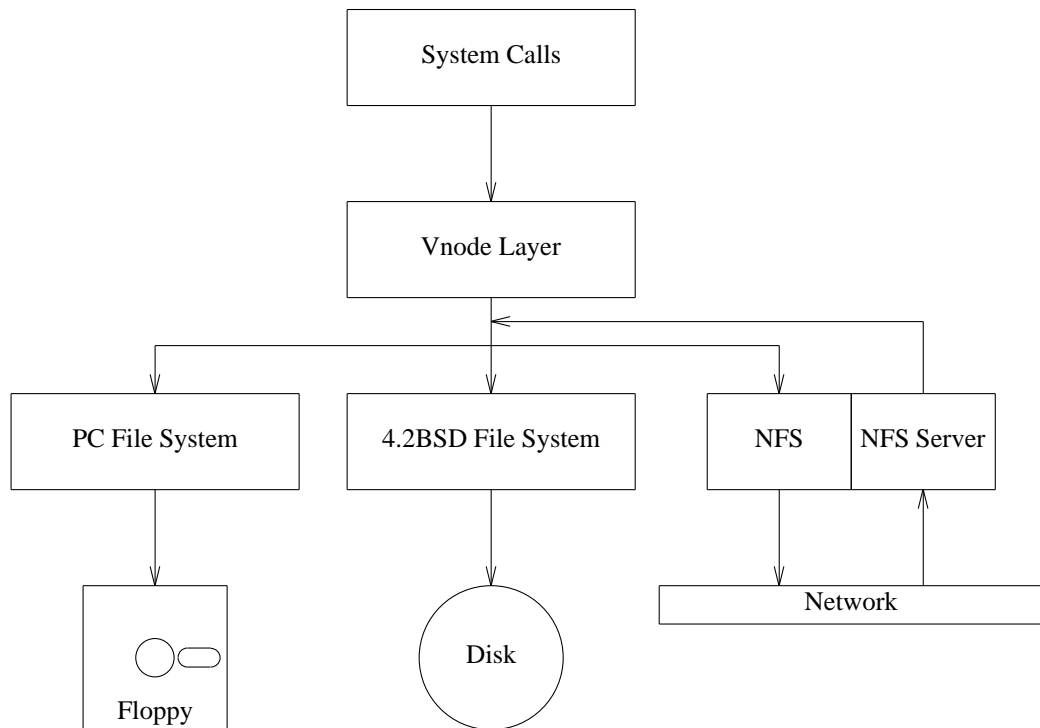 System Calls
Vnode Layer
PC File System
4.2BSD File System
NFS
NFS Server
Network
Disk
Floppy